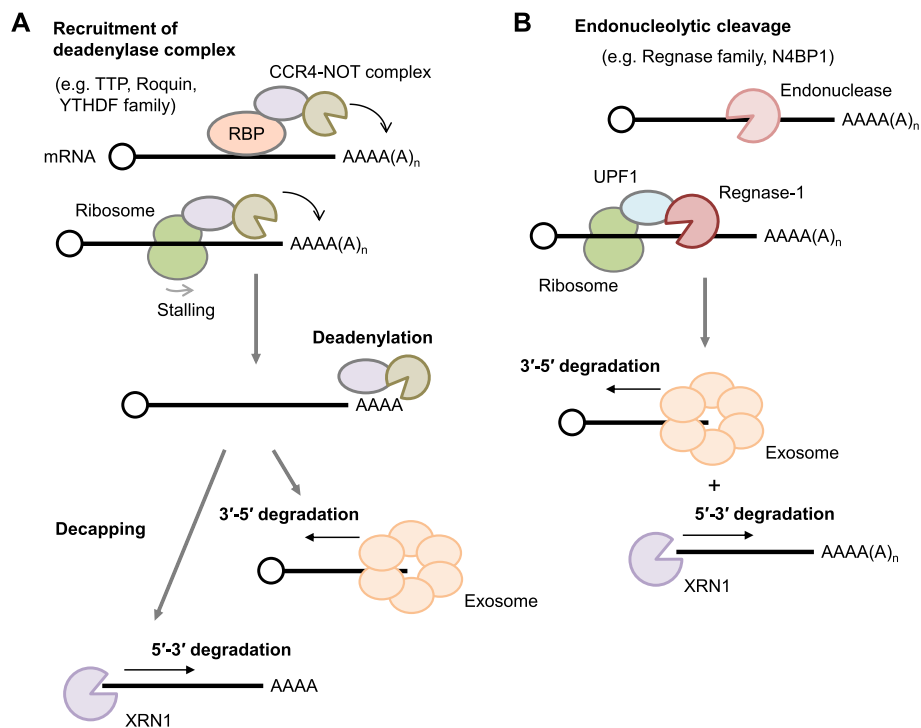 A
Recruitment of
deadenylase complex
(e.g. TTP, Roquin,
YTHDF family)
CCR4-NOT complex
RBP
mRNA
AAAA(A)n
Ribosome
AAAA(A)n
Stalling
Deadenylation
AAAA
Decapping
3′-5′ degradation
Exosome
5′-3′ degradation
AAAA
XRN1
B
Endonucleolytic cleavage
(e.g. Regnase family, N4BP1)
Endonuclease
AAAA(A)n
UPF1
Regnase-1
AAAA(A)n
Ribosome
3′-5′ degradation
Exosome
+
5′-3′ degradation
AAAA(A)n
XRN1